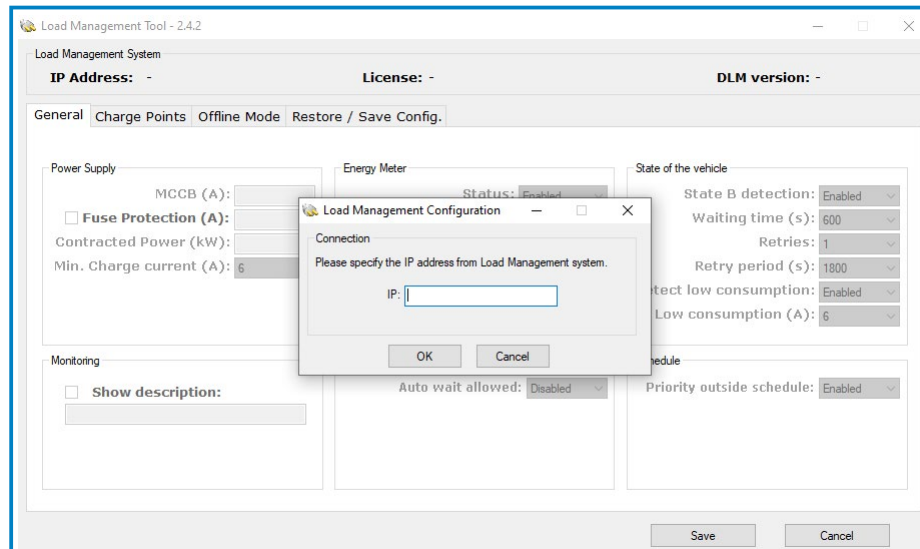 Load Management Tool - 2.4.2
Load Management System
IP Address: - License: - DLM version: -
General Charge Points Offline Mode Restore / Save Config.
Power Supply
MCCB (A):
Fuse Protection (A):
Contracted Power (kW):
Min. Charge current (A): 6
Energy Meter
Status: Enabled
State of the vehicle
State B detection: Enabled
Waiting time (s): 600
Retries: 1
Retry period (s): 1800
low consumption: Enabled
Low consumption (A): 6
Load Management Configuration
Connection
Please specify the IP address from Load Management system.
IP:
OK Cancel
Monitoring
Show description:
Auto wait allowed: Disabled
Priority outside schedule: Enabled
Save Cancel